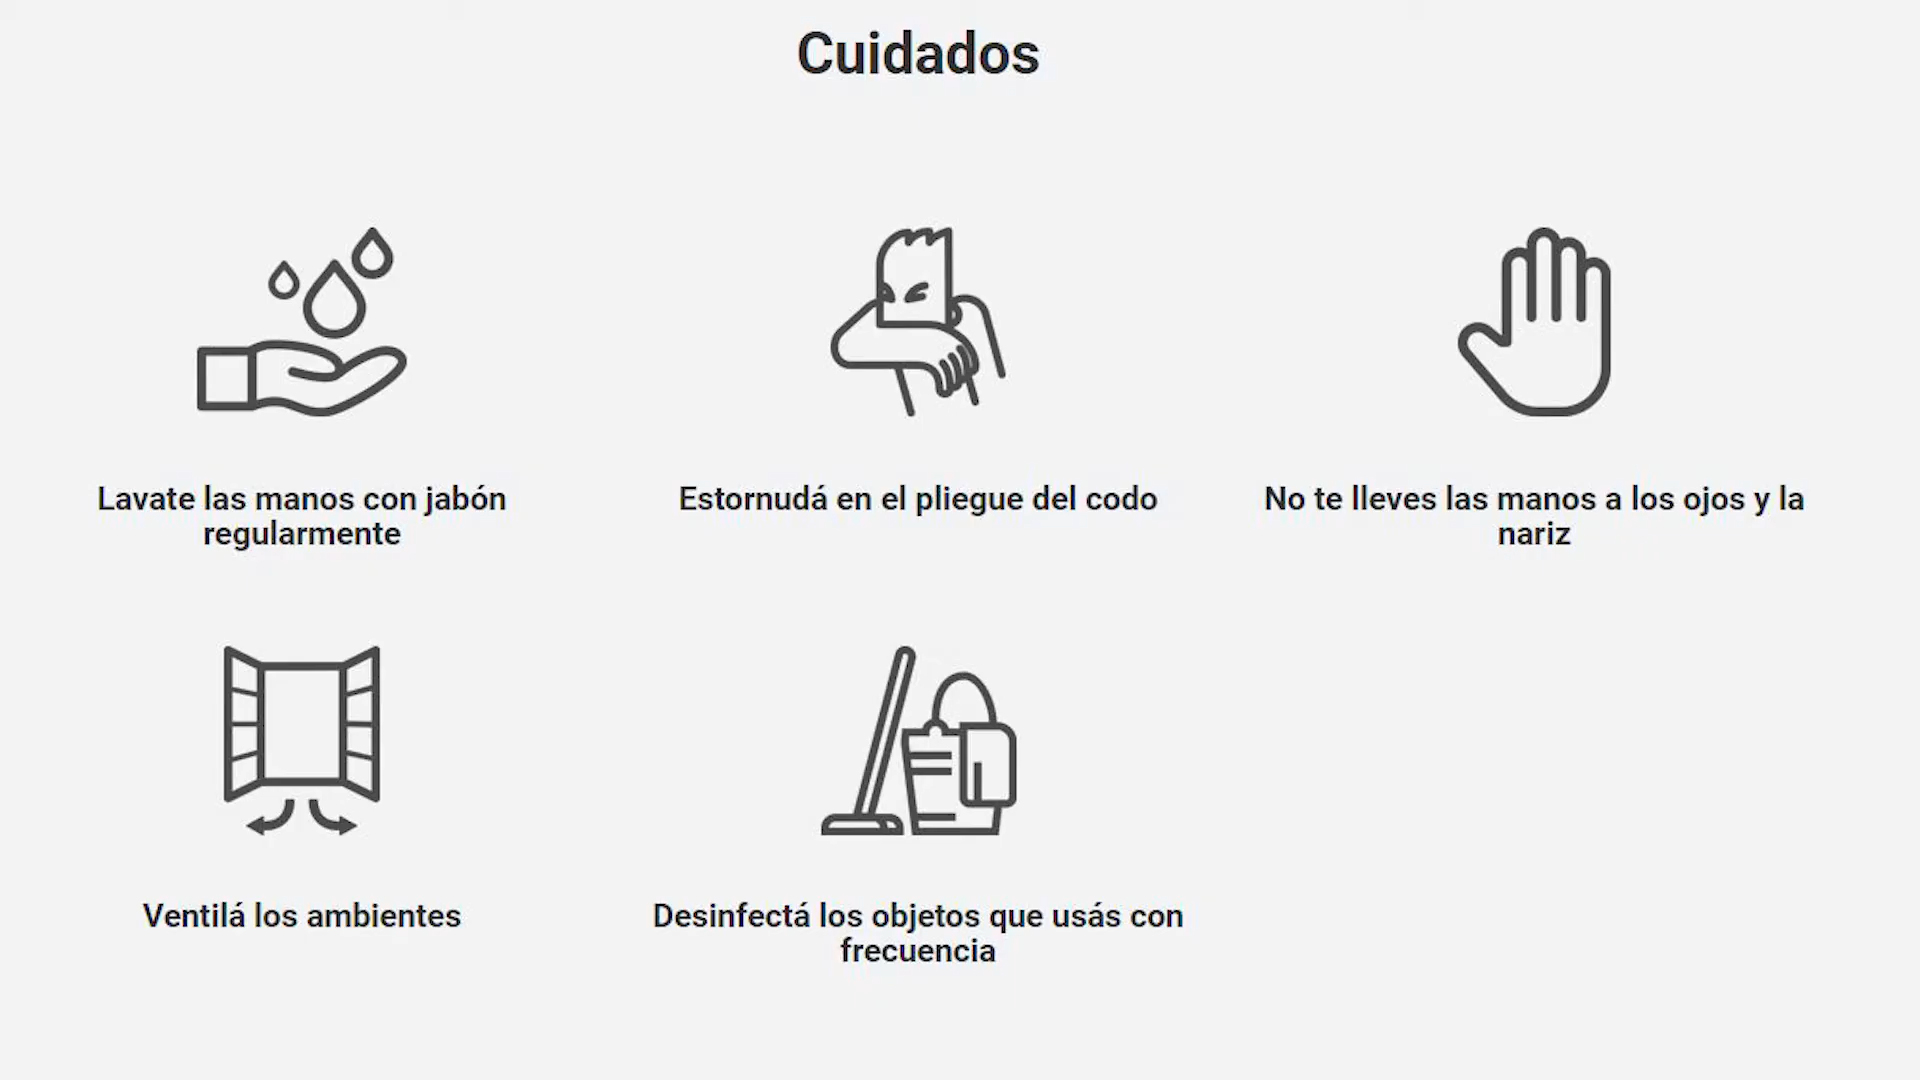 Cuidados
Lavate las manos con jabón
regularmente
Estornudá en el pliegue del codo
No te lleves las manos a los ojos y la
nariz
Ventilá los ambientes
Desinfectá los objetos que usás con
frecuencia